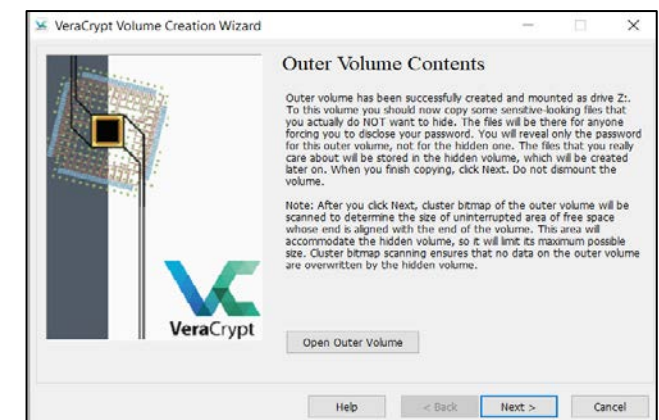 VeraCrypt Volume Creation Wizard
Outer Volume Contents
Outer volume has been successfully created and mounted as drive Z:.
To this volume you should now copy some sensitive-looking files that
you actually do NOT want to hide. The files will be there for anyone
forcing you to disclose your password. You will reveal only the password
for this outer volume, not for the hidden one. The files that you really
care about will be stored in the hidden volume, which will be created
later on. When you finish copying, click Next. Do not dismount the
volume.
Note: After you click Next, cluster bitmap of the outer volume will be
scanned to determine the size of uninterrupted area of free space
whose end is aligned with the end of the volume. This area will
accommodate the hidden volume, so it will limit its maximum possible
size. Cluster bitmap scanning ensures that no data on the outer volume
are overwritten by the hidden volume.
VeraCrypt
Open Outer Volume
Help
< Back
Next >
Cancel